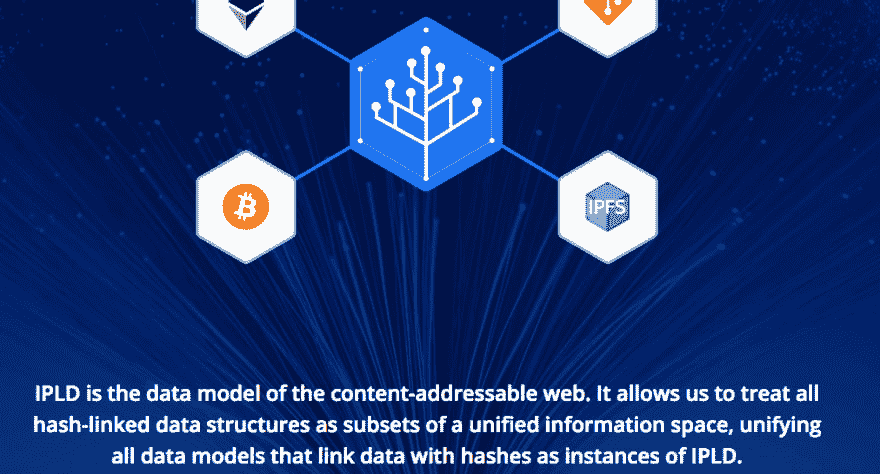 IPFS
IPLD is the data model of the content-addressable web. It allows us to treat all
hash-linked data structures as subsets of a unified information space, unifying
all data models that link data with hashes as instances of IPLD.